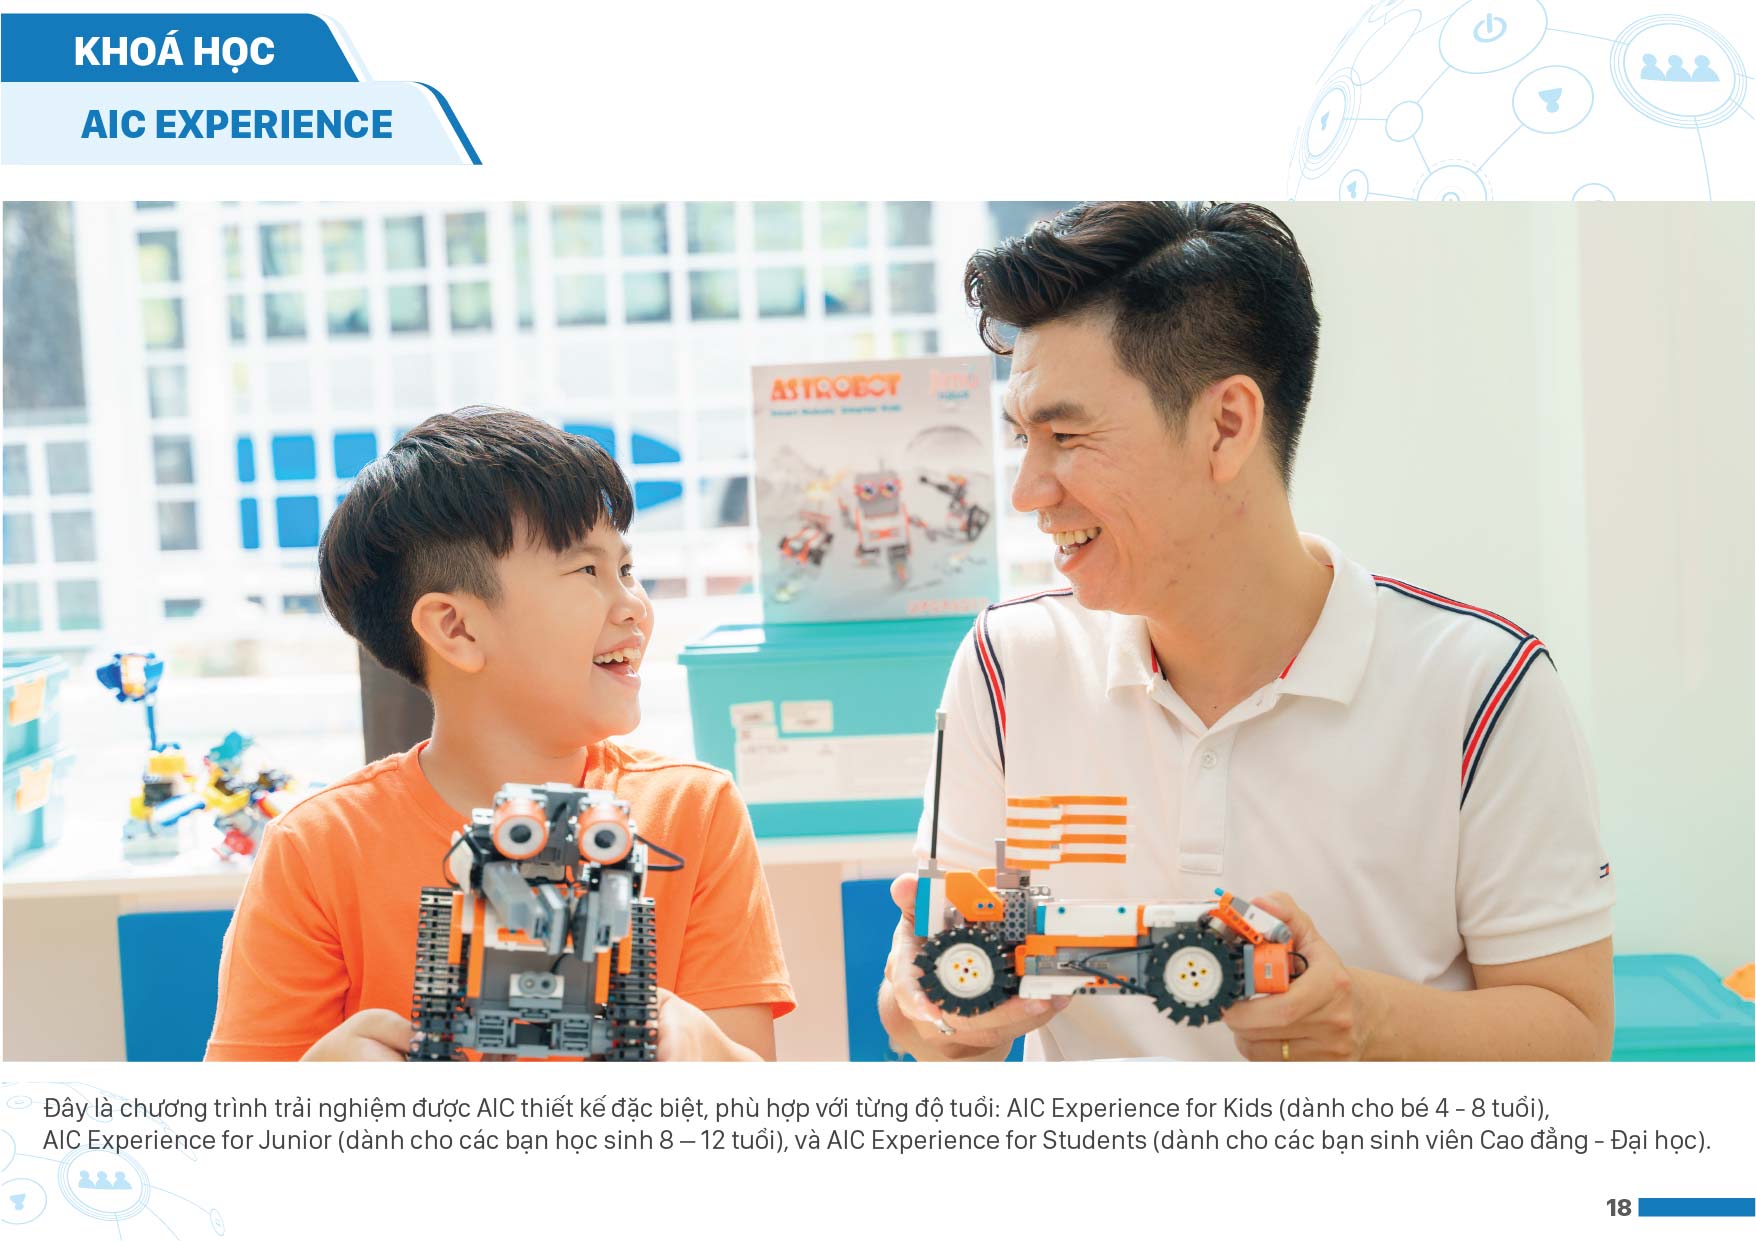 KHOÁ HỌC
AIC EXPERIENCE
ASTROBOT
Đây là chương trình trải nghiệm được AIC thiết kế đặc biệt, phù hợp với từng độ tuổi: AIC Experience for Kids (dành cho bé 4 - 8 tuổi),
AIC Experience for Junior (dành cho các bạn học sinh 8 – 12 tuổi), và AIC Experience for Students (dành cho các bạn sinh viên Cao đẳng - Đại học).
18